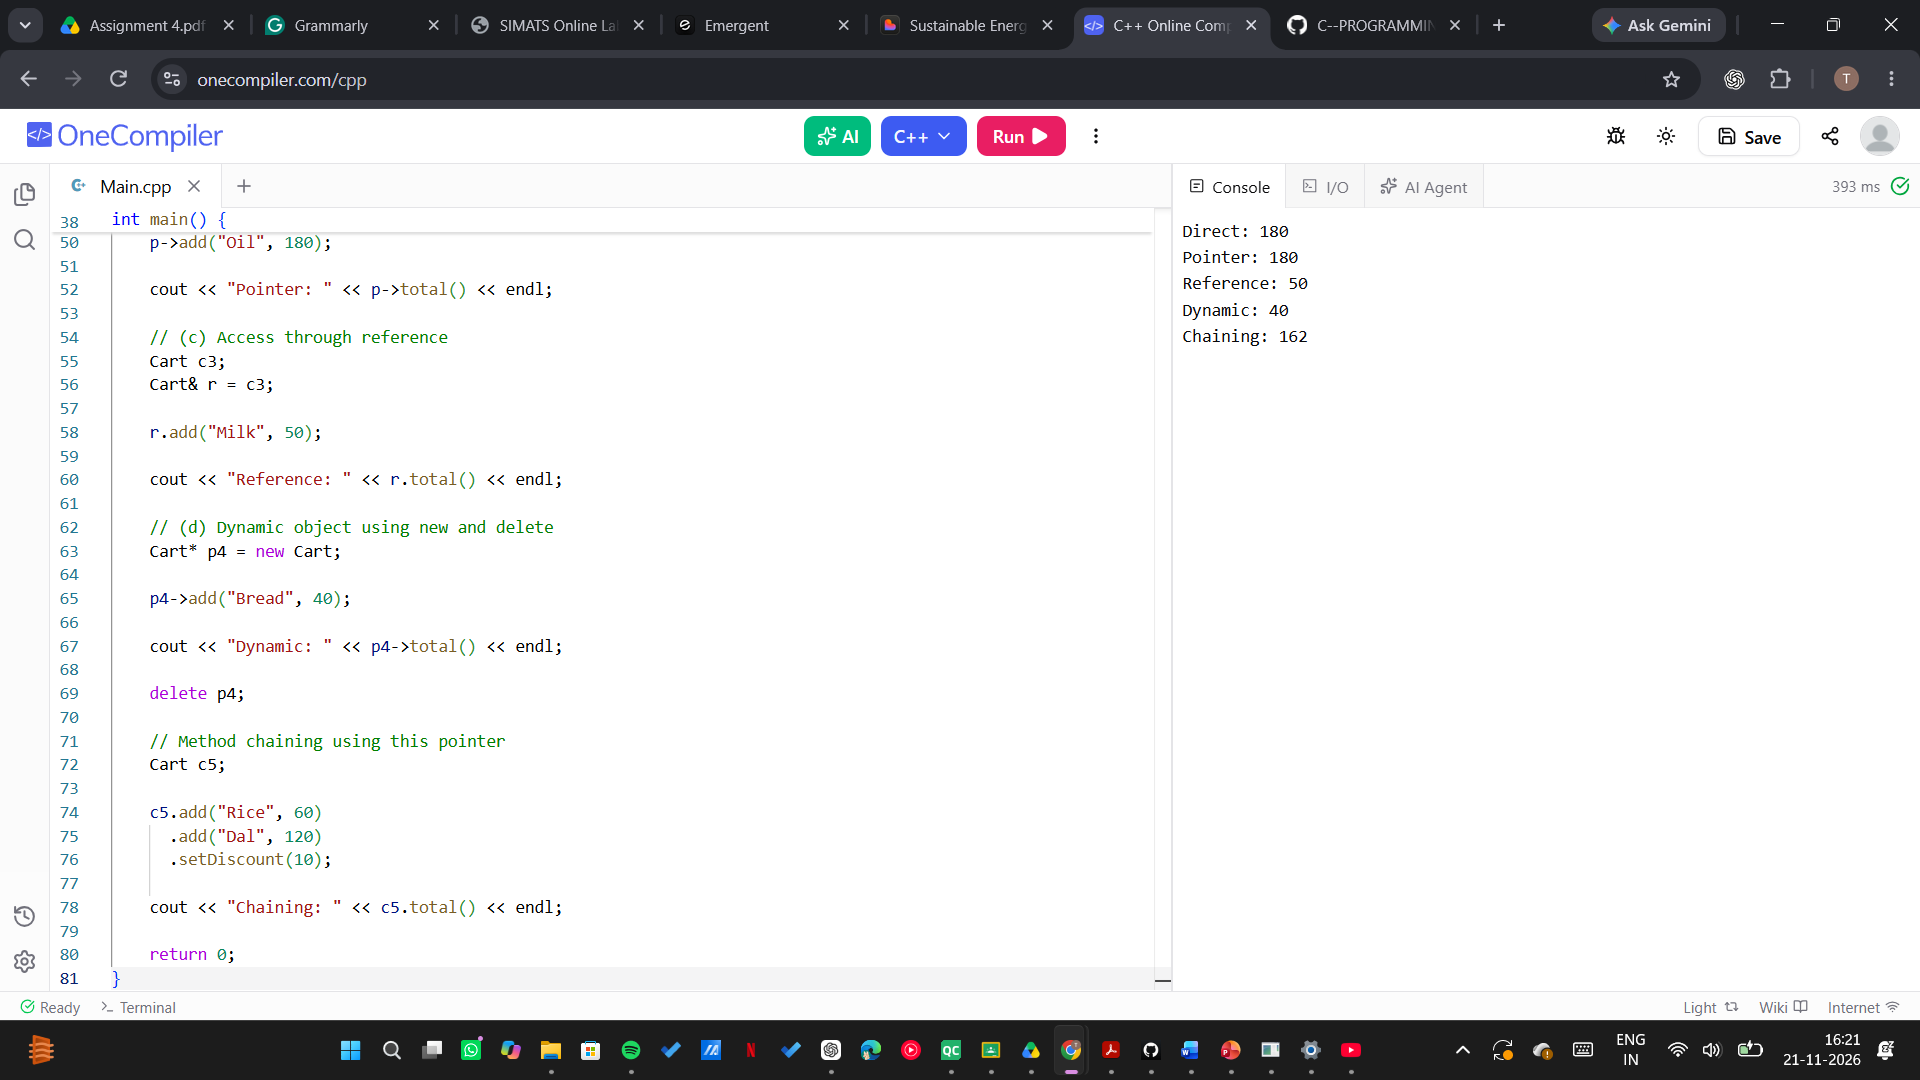 Assignment 4.pdf
Grammarly
SIMATS Online La
Emergent
Sustainable Energ
C++ Online Comp
C--PROGRAMMIN
Ask Gemini
onecompiler.com/cpp
T
</> OneCompiler
AI
C++
Run
Save
Main.cpp
Console
I/O
AI Agent
393 ms
38 int main() {
50 p->add("Oil", 180);
51
52 cout << "Pointer: " << p->total() << endl;
53
54 // (c) Access through reference
55 Cart c3;
56 Cart& r = c3;
57
58 r.add("Milk", 50);
59
60 cout << "Reference: " << r.total() << endl;
61
62 // (d) Dynamic object using new and delete
63 Cart* p4 = new Cart;
64
65 p4->add("Bread", 40);
66
67 cout << "Dynamic: " << p4->total() << endl;
68
69 delete p4;
70
71 // Method chaining using this pointer
72 Cart c5;
73
74 c5.add("Rice", 60)
75 .add("Dal", 120)
76 .setDiscount(10);
77
78 cout << "Chaining: " << c5.total() << endl;
79
80 return 0;
81 }
Direct: 180
Pointer: 180
Reference: 50
Dynamic: 40
Chaining: 162
Ready
Terminal
Light
Wiki
Internet
ENG
IN
16:21
21-11-2026